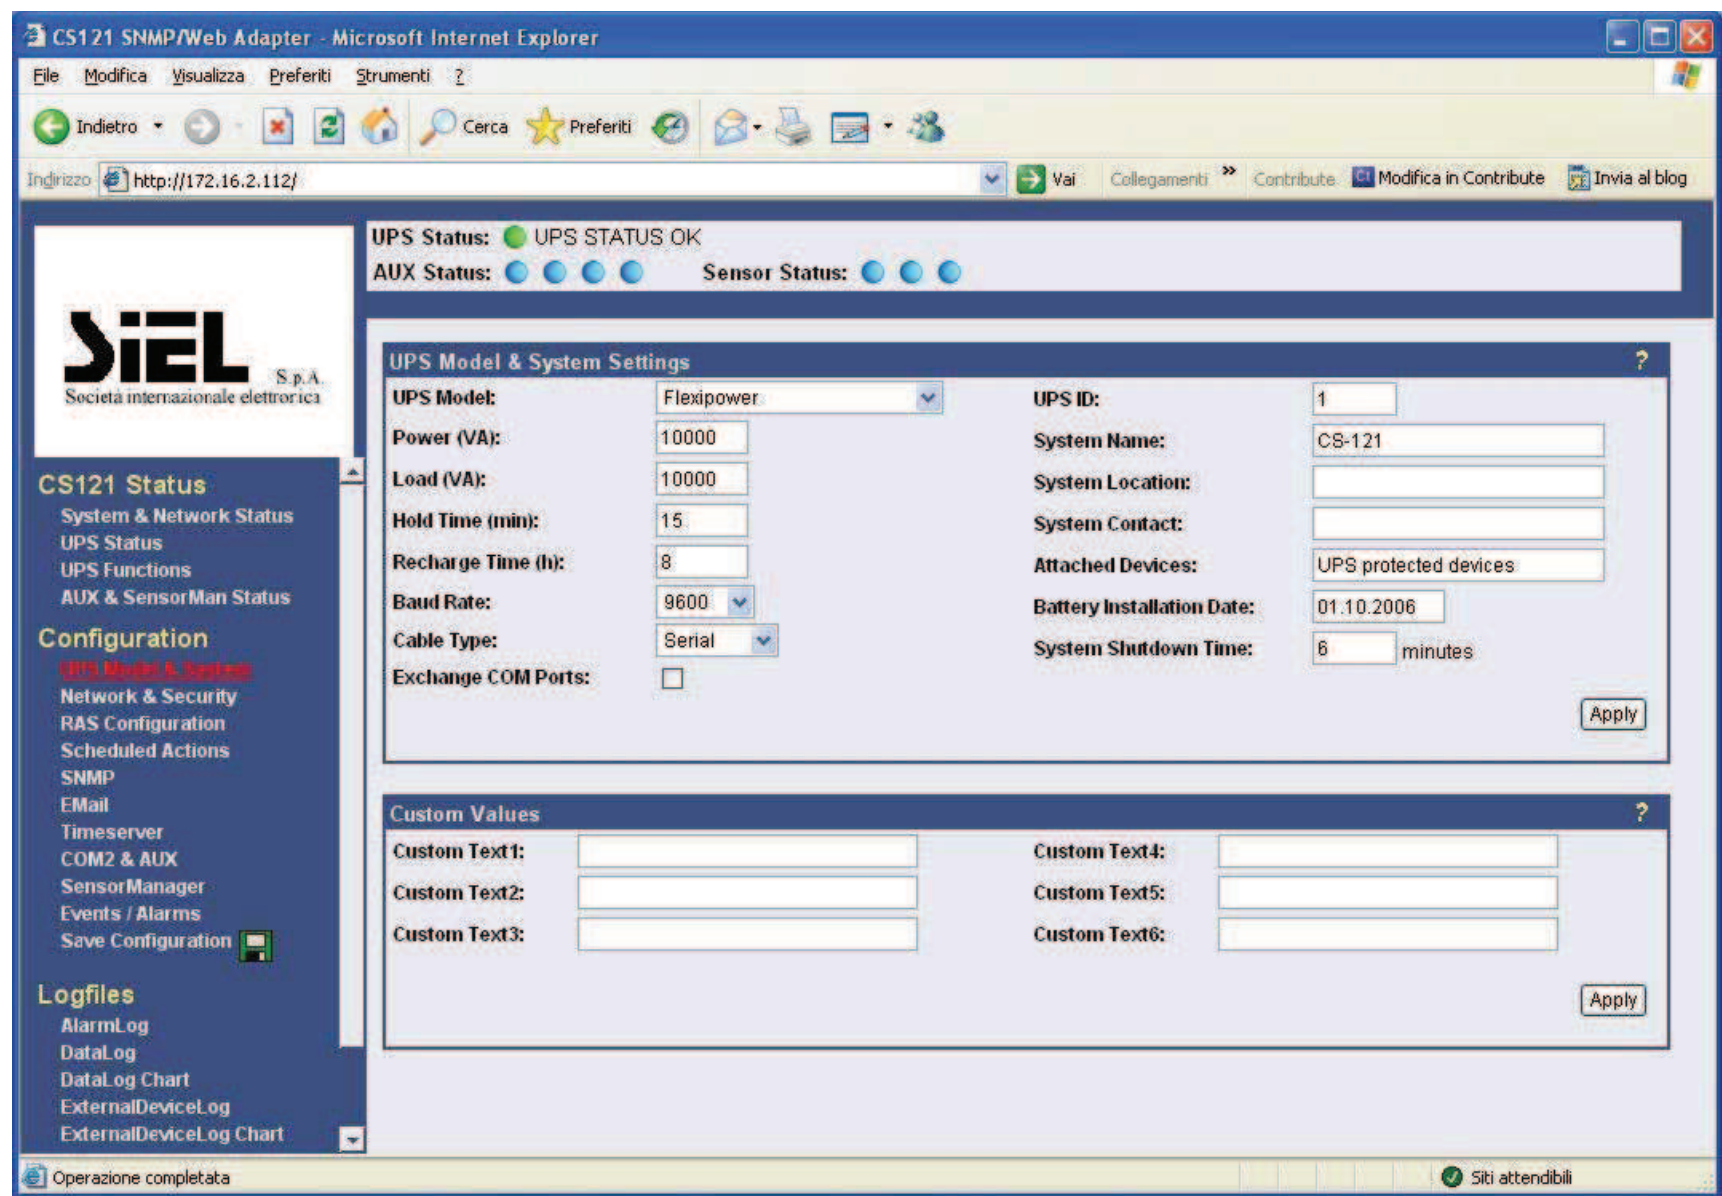 CS121 SNMP/Web Adapter - Microsoft Internet Explorer
File Modifica Visualizza Preferiti Strumenti ?
Indietro Cerca Preferiti
Indirizzo http://172.16.2.112/ Vai Collegamenti » Contribute Modifica in Contribute Invia al blog
UPS Status: UPS STATUS OK
AUX Status: Sensor Status:
SiEL S.p.A.
Società internazionale elettronica
CS121 Status
System & Network Status
UPS Status
UPS Functions
AUX & SensorMan Status
Configuration
UPS Model & System
Network & Security
RAS Configuration
Scheduled Actions
SNMP
EMail
Timeserver
COM2 & AUX
SensorManager
Events / Alarms
Save Configuration
Logfiles
AlarmLog
DataLog
DataLog Chart
ExternalDeviceLog
ExternalDeviceLog Chart
UPS Model & System Settings ?
UPS Model: Flexipower UPS ID: 1
Power (VA): 10000 System Name: CS-121
Load (VA): 10000 System Location:
Hold Time (min): 15 System Contact:
Recharge Time (h): 8 Attached Devices: UPS protected devices
Baud Rate: 9600 Battery Installation Date: 01.10.2006
Cable Type: Serial System Shutdown Time: 6 minutes
Exchange COM Ports:
Apply
Custom Values ?
Custom Text1: Custom Text4:
Custom Text2: Custom Text5:
Custom Text3: Custom Text6:
Apply
Operazione completata Siti attendibili